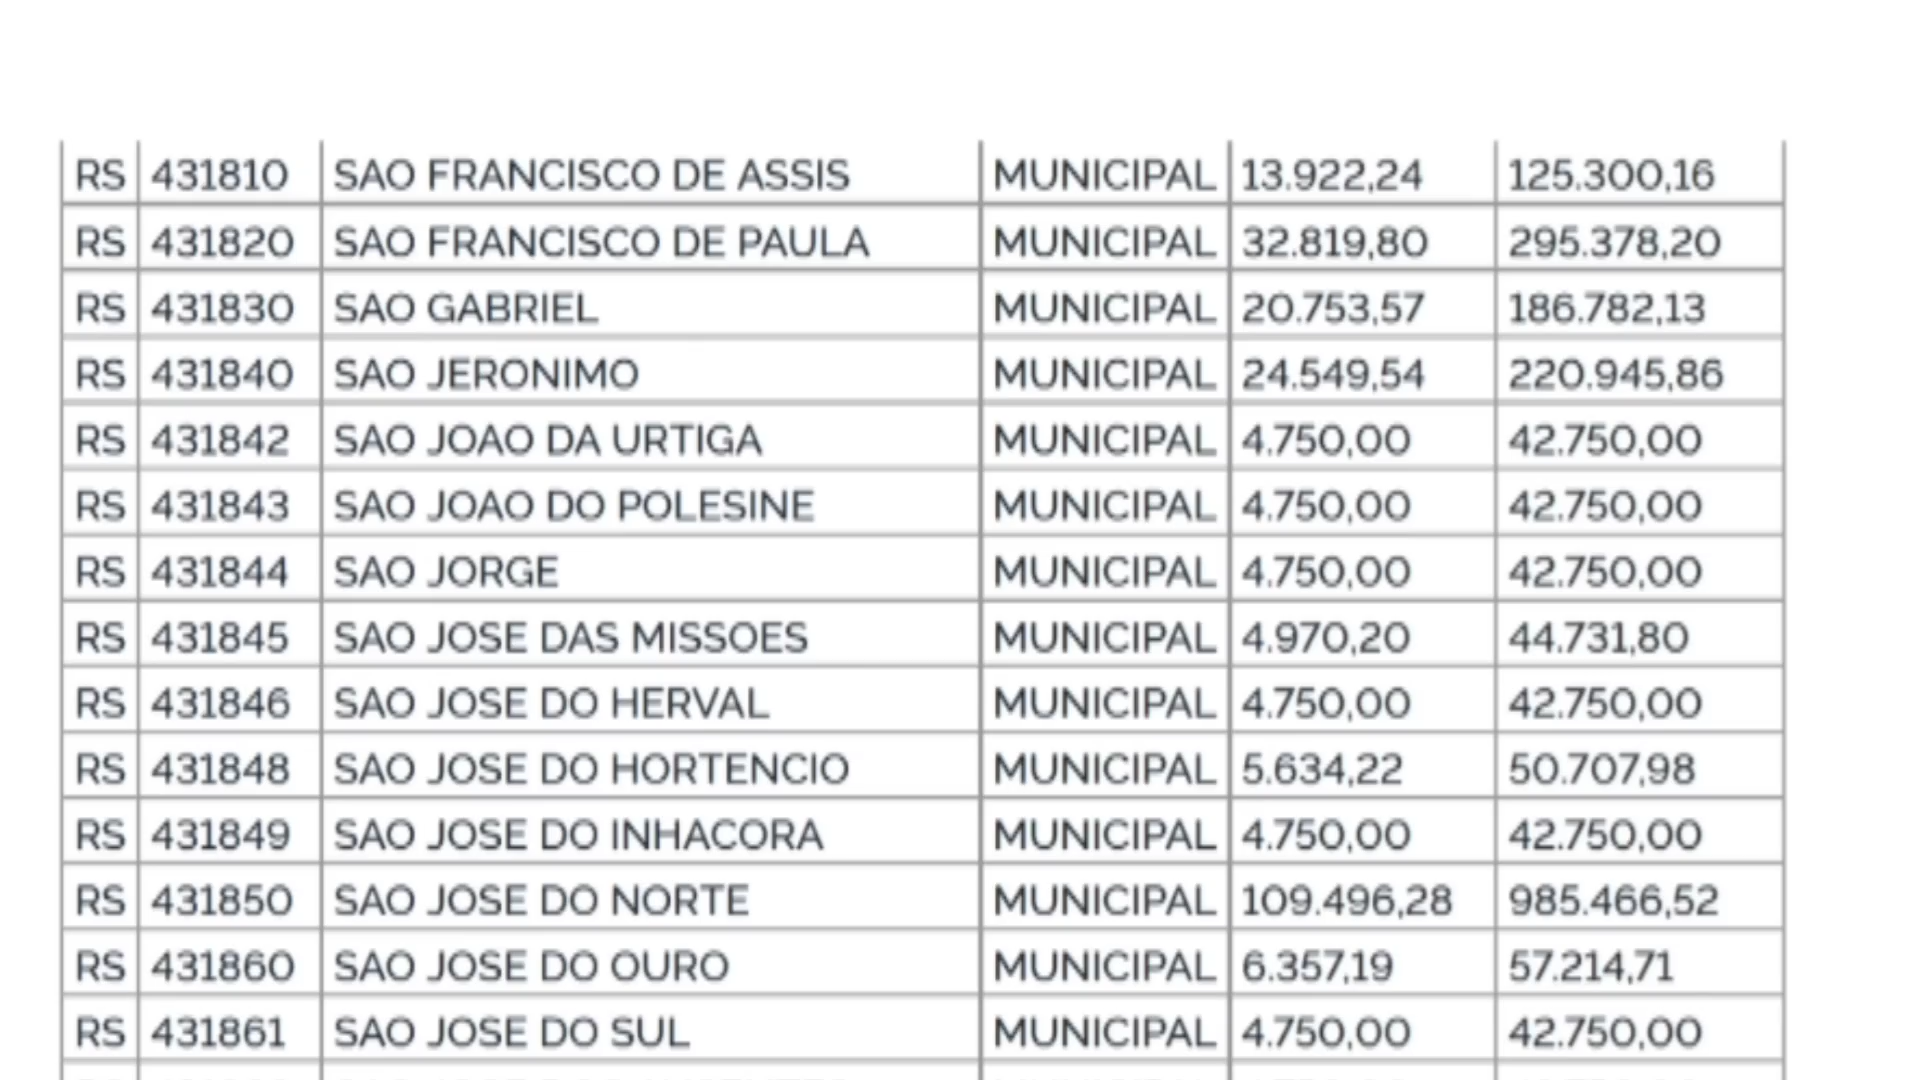 RS 431810 SAO FRANCISCO DE ASSIS MUNICIPAL 13.922,24 125.300,16
RS 431820 SAO FRANCISCO DE PAULA MUNICIPAL 32.819,80 295.378,20
RS 431830 SAO GABRIEL MUNICIPAL 20.753,57 186.782,13
RS 431840 SAO JERONIMO MUNICIPAL 24.549,54 220.945,86
RS 431842 SAO JOAO DA URTIGA MUNICIPAL 4.750,00 42.750,00
RS 431843 SAO JOAO DO POLESINE MUNICIPAL 4.750,00 42.750,00
RS 431844 SAO JORGE MUNICIPAL 4.750,00 42.750,00
RS 431845 SAO JOSE DAS MISSOES MUNICIPAL 4.970,20 44.731,80
RS 431846 SAO JOSE DO HERVAL MUNICIPAL 4.750,00 42.750,00
RS 431848 SAO JOSE DO HORTENCIO MUNICIPAL 5.634,22 50.707,98
RS 431849 SAO JOSE DO INHACORA MUNICIPAL 4.750,00 42.750,00
RS 431850 SAO JOSE DO NORTE MUNICIPAL 109.496,28 985.466,52
RS 431860 SAO JOSE DO OURO MUNICIPAL 6.357,19 57.214,71
RS 431861 SAO JOSE DO SUL MUNICIPAL 4.750,00 42.750,00